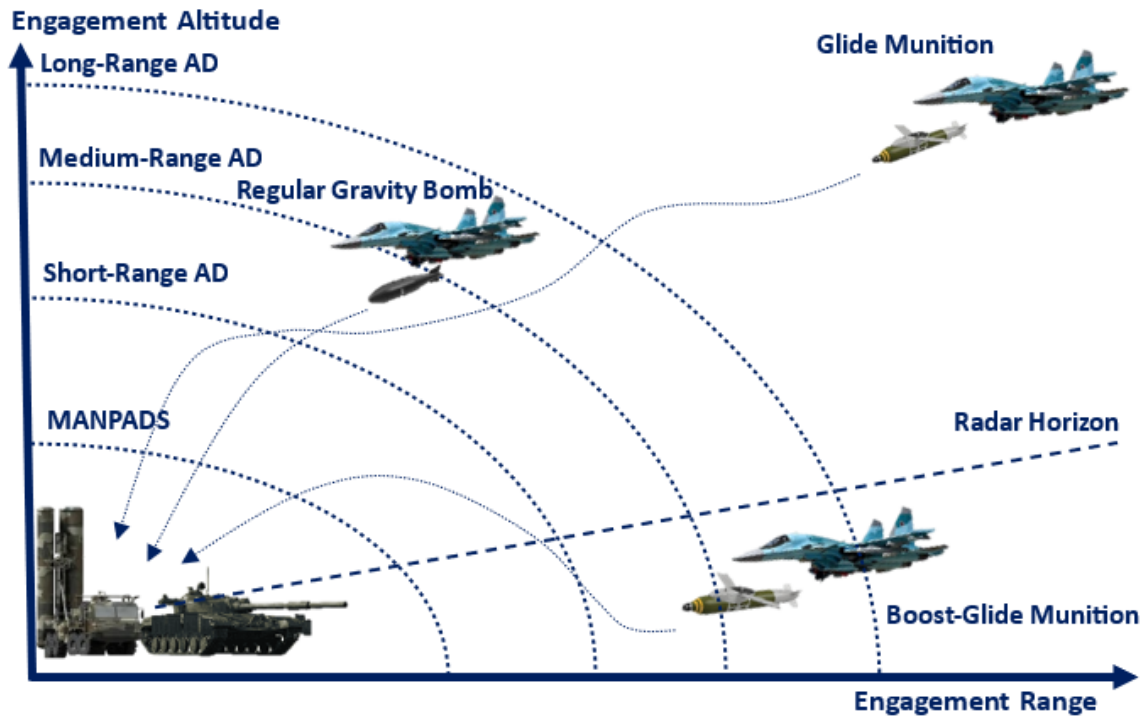 Engagement Altitude
Glide Munition
Long-Range AD
Medium-Range AD
Regular Gravity Bomb
Short-Range AD
MANPADS
Radar Horizon
Boost-Glide Munition
Engagement Range